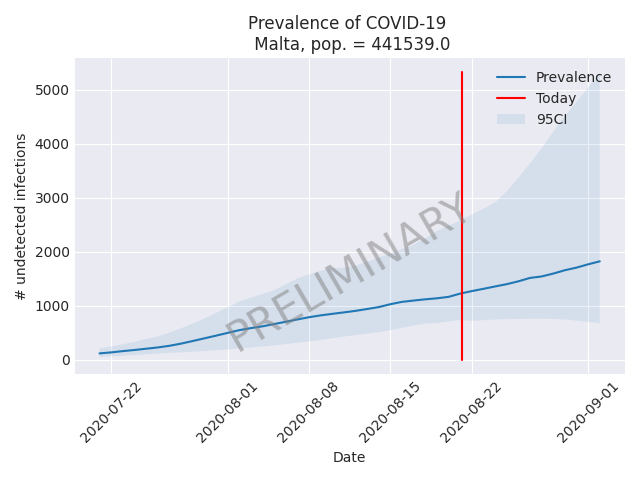 Prevalence of COVID-19
Malta, pop. = 441539.0
Prevalence
Today
95CI
# undetected infections
5000
4000
3000
2000
1000
0
PRELIMINARY
2020-07-22
2020-08-01
2020-08-08
2020-08-15
2020-08-22
2020-09-01
Date